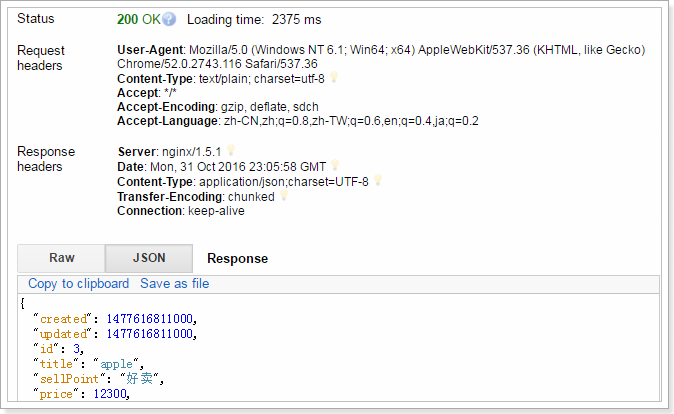 Status 200 OK Loading time: 2375 ms
Request headers
User-Agent: Mozilla/5.0 (Windows NT 6.1; Win64; x64) AppleWebKit/537.36 (KHTML, like Gecko)
Chrome/52.0.2743.116 Safari/537.36
Content-Type: text/plain; charset=utf-8
Accept: */*
Accept-Encoding: gzip, deflate, sdch
Accept-Language: zh-CN,zh;q=0.8,zh-TW;q=0.6,en;q=0.4,ja;q=0.2
Response headers
Server: nginx/1.5.1
Date: Mon, 31 Oct 2016 23:05:58 GMT
Content-Type: application/json;charset=UTF-8
Transfer-Encoding: chunked
Connection: keep-alive
Raw JSON Response
Copy to clipboard Save as file
{
"created": 1477616811000,
"updated": 1477616811000,
"id": 3,
"title": "apple",
"sellPoint": "好卖",
"price": 12300,